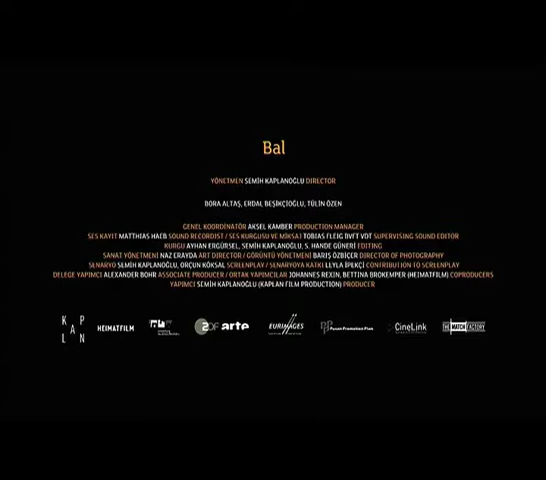 Bal
YÖNETMEN SEMİH KAPLANOĞLU DIRECTOR
BORA ALTAŞ, ERDAL BEŞİKÇİOĞLU, TÜLİN ÖZEN
GENEL KOORDİNATÖR AKSEL KAMBER PRODUCTION MANAGER
SES KAYIT MATTHIAS HAEB SOUND RECORDIST / SES KURGUSU VE MİKSAJ TOBIAS FLEIG BVFT VDT SUPERVISING SOUND EDITOR
KURGU AYHAN ERGÜRSEL, SEMİH KAPLANOĞLU, S. HANDE GÜNERİ EDITING
SANAT YÖNETMENİ NAZ ERAYDA ART DIRECTOR / GÖRÜNTÜ YÖNETMENİ BARIŞ ÖZBİÇER DIRECTOR OF PHOTOGRAPHY
SENARYO SEMİH KAPLANOĞLU, ORÇUN KÖKSAL SCREENPLAY / SENARYOYA KATKI LEYLA İPEKÇİ CONTRIBUTION TO SCREENPLAY
DELEGE YAPIMCI ALEXANDER BOHR ASSOCIATE PRODUCER / ORTAK YAPIMCILAR JOHANNES REXIN, BETTINA BROKEMPER (HEIMATFILM) COPRODUCERS
YAPIMCI SEMİH KAPLANOĞLU (KAPLAN FILM PRODUCTION) PRODUCER
KAPLAN HEIMATFILM ZDF arte EURIMAGES CineLink THE MATCH FACTORY